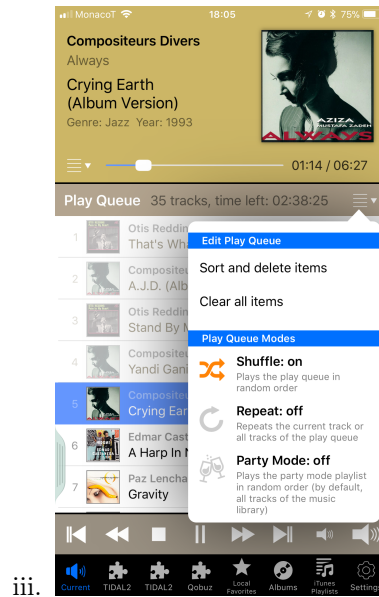 MonacoT 18:05 75%
Compositeurs Divers
Always
Crying Earth
(Album Version)
Genre: Jazz Year: 1993
AZIZA
MUSTAFA ZADEH
ALWAYS
01:14 / 06:27
Play Queue 35 tracks, time left: 02:38:25
1 Otis Reddin
That's Wh
2 Composite
A.J.D. (Alb
3 Otis Reddin
Stand By M
4 Composite
Yandi Gani
5 Composite
Crying Ear
6 Edmar Cast
A Harp In N
7 Paz Lencha
Gravity
Edit Play Queue
Sort and delete items
Clear all items
Play Queue Modes
Shuffle: on
Plays the play queue in
random order
Repeat: off
Repeats the current track or
all tracks of the play queue
Party Mode: off
Plays the party mode playlist
in random order (by default,
all tracks of the music
library)
Current TIDAL2 TIDAL2 Qobuz Local Favorites Albums iTunes Playlists Setting
iii.